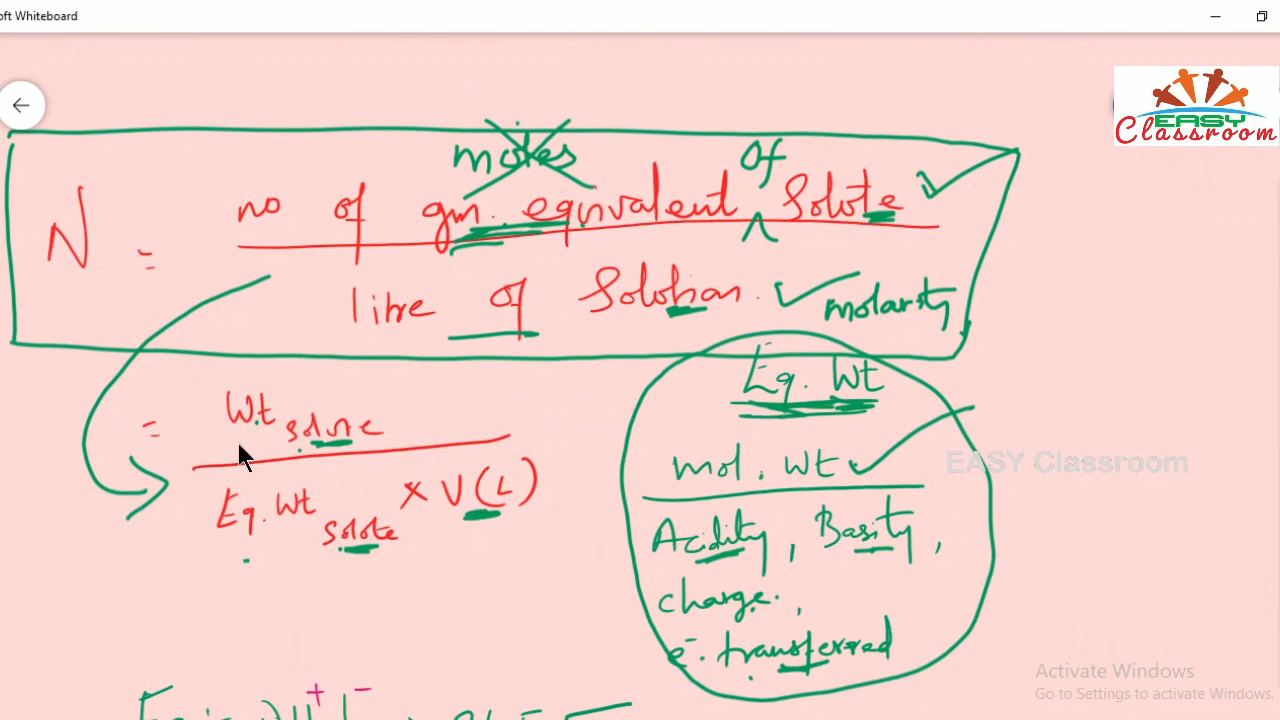 oft Whiteboard
EASY
Classroom
moles Of
N = no of gm. equivalent Solute
litre of Solution molarity
Eq. Wt
= Wt solute
Eq. Wt solute x V(L)
mol. Wt
EASY Classroom
Acidity, Basity,
charge.,
e-. transferred
Activate Windows
Go to Settings to activate Windows.